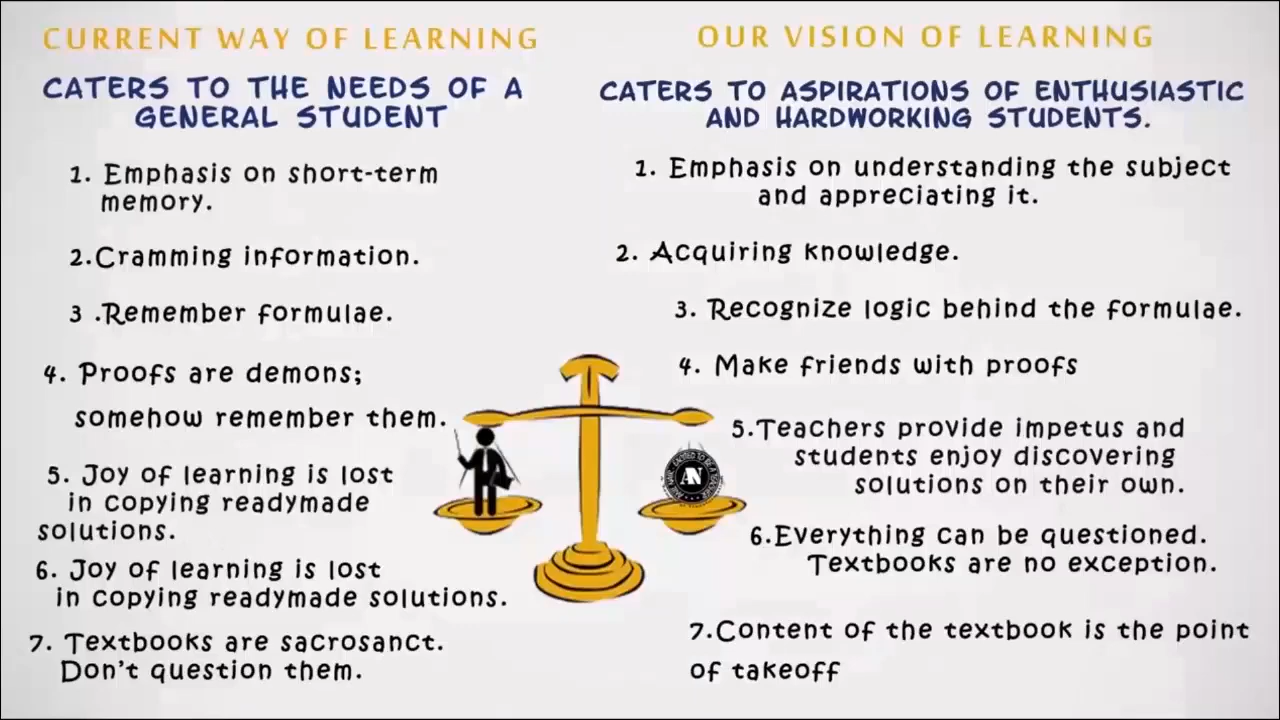 CURRENT WAY OF LEARNING
CATERS TO THE NEEDS OF A
GENERAL STUDENT
1. Emphasis on short-term
memory.
2.Cramming information.
3 .Remember formulae.
4. Proofs are demons;
somehow remember them.
5. Joy of learning is lost
in copying readymade
solutions.
6. Joy of learning is lost
in copying readymade solutions.
7. Textbooks are sacrosanct.
Don't question them.
OUR VISION OF LEARNING
CATERS TO ASPIRATIONS OF ENTHUSIASTIC
AND HARDWORKING STUDENTS.
1. Emphasis on understanding the subject
and appreciating it.
2. Acquiring knowledge.
3. Recognize logic behind the formulae.
4. Make friends with proofs
5.Teachers provide impetus and
students enjoy discovering
solutions on their own.
6.Everything can be questioned.
Textbooks are no exception.
7.Content of the textbook is the point
of takeoff
AN